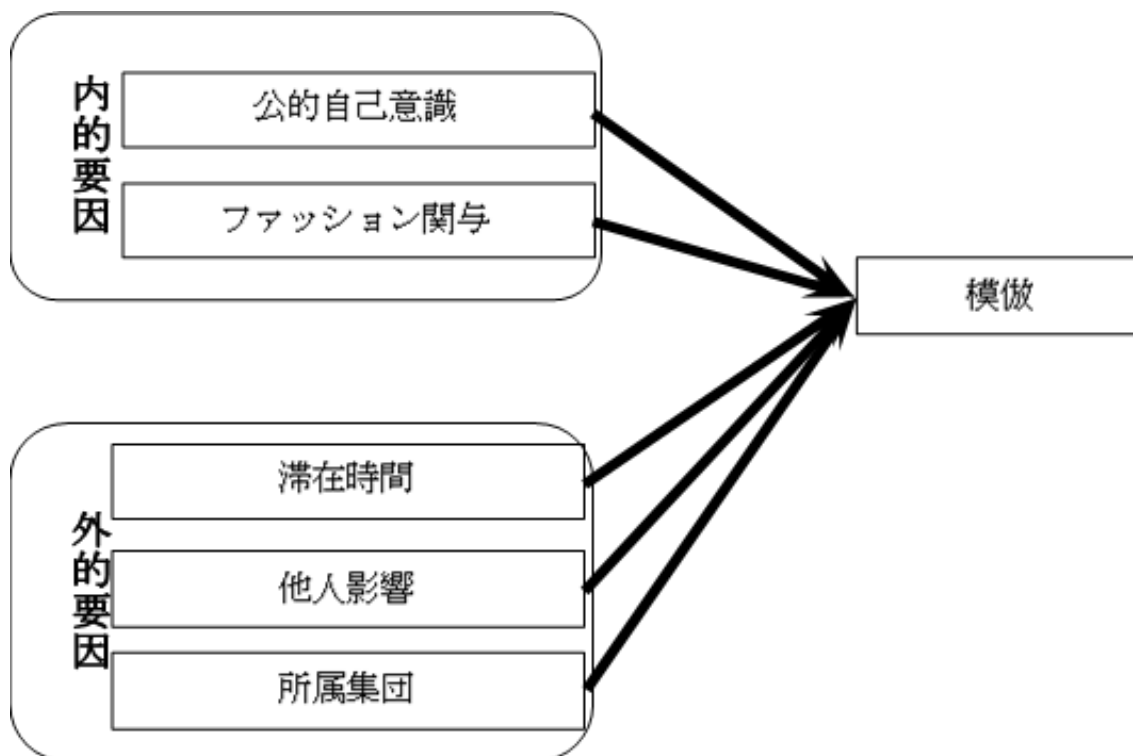 内的要因
公的自己意識
ファッション関与
模倣
外的要因
滞在時間
他人影響
所属集団